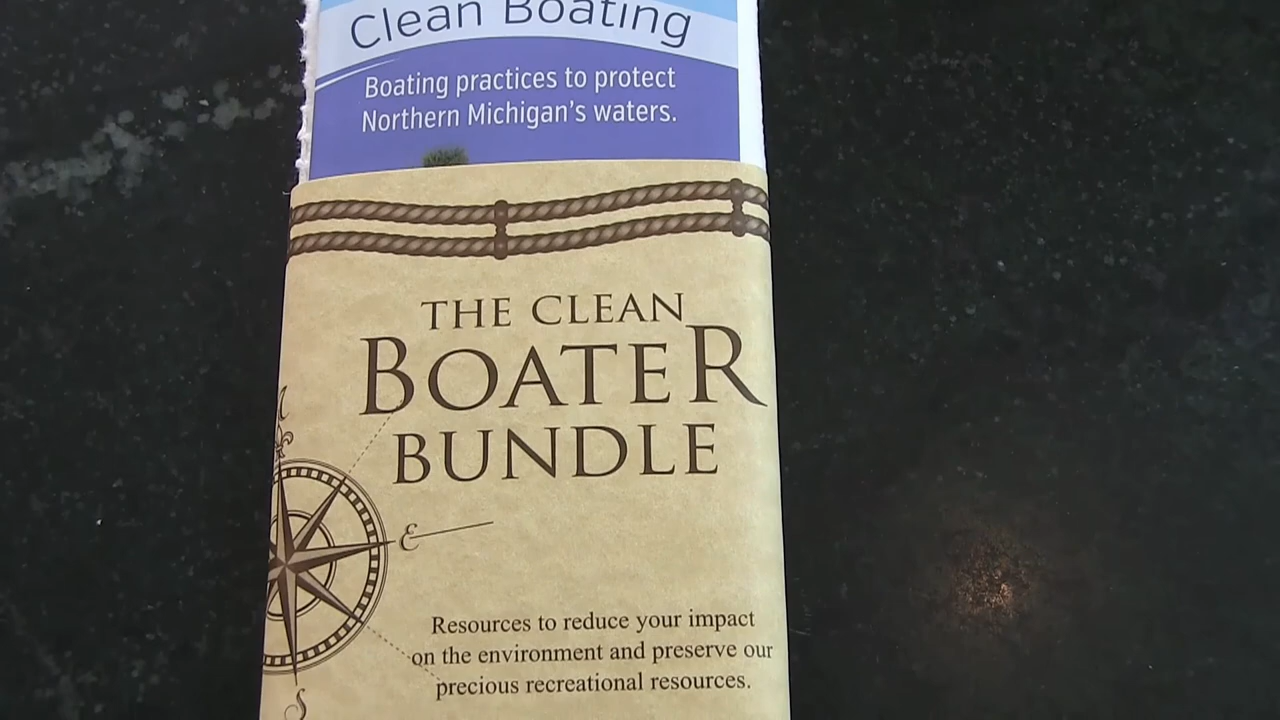 Clean Boating
Boating practices to protect
Northern Michigan's waters.
THE CLEAN
BOATER
BUNDLE
E
Resources to reduce your impact
on the environment and preserve our
precious recreational resources.
S